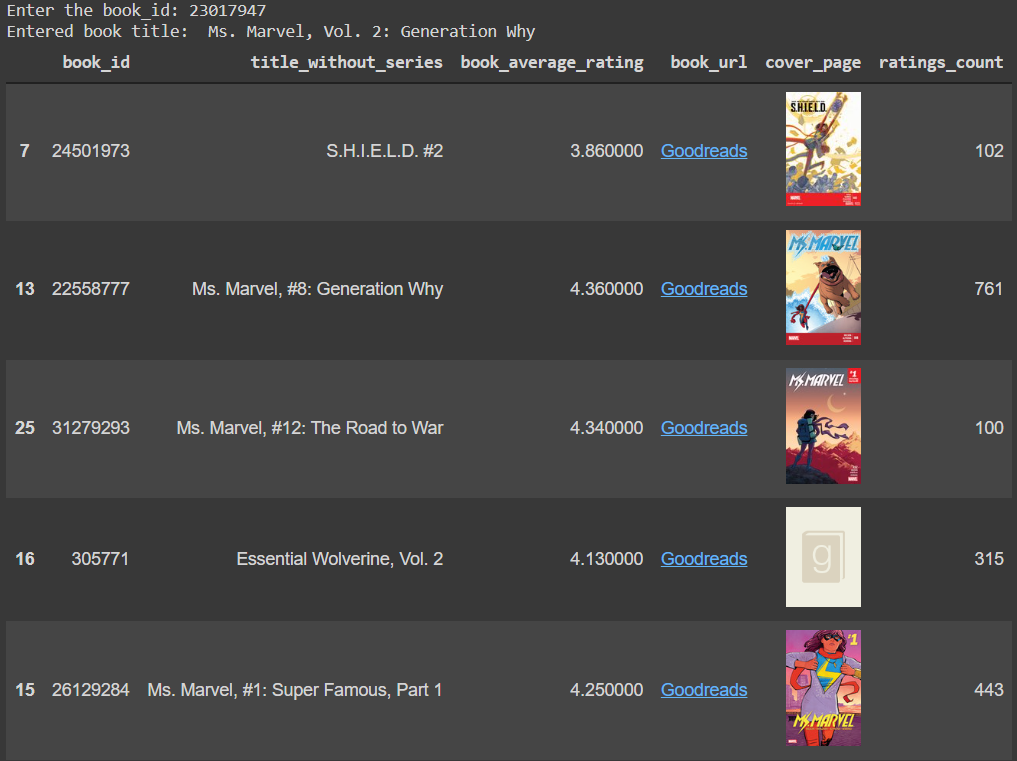 Enter the book_id: 23017947
Entered book title:  Ms. Marvel, Vol. 2: Generation Why
book_id title_without_series book_average_rating book_url cover_page ratings_count
7 24501973 S.H.I.E.L.D. #2 3.860000 Goodreads S.H.I.E.L.D. 102
MARVEL
13 22558777 Ms. Marvel, #8: Generation Why 4.360000 Goodreads MS. MARVEL 761
MARVEL
25 31279293 Ms. Marvel, #12: The Road to War 4.340000 Goodreads MS. MARVEL #1 100
MARVEL
16 305771 Essential Wolverine, Vol. 2 4.130000 Goodreads g 315
15 26129284 Ms. Marvel, #1: Super Famous, Part 1 4.250000 Goodreads #1 MS. MARVEL 443
MARVEL